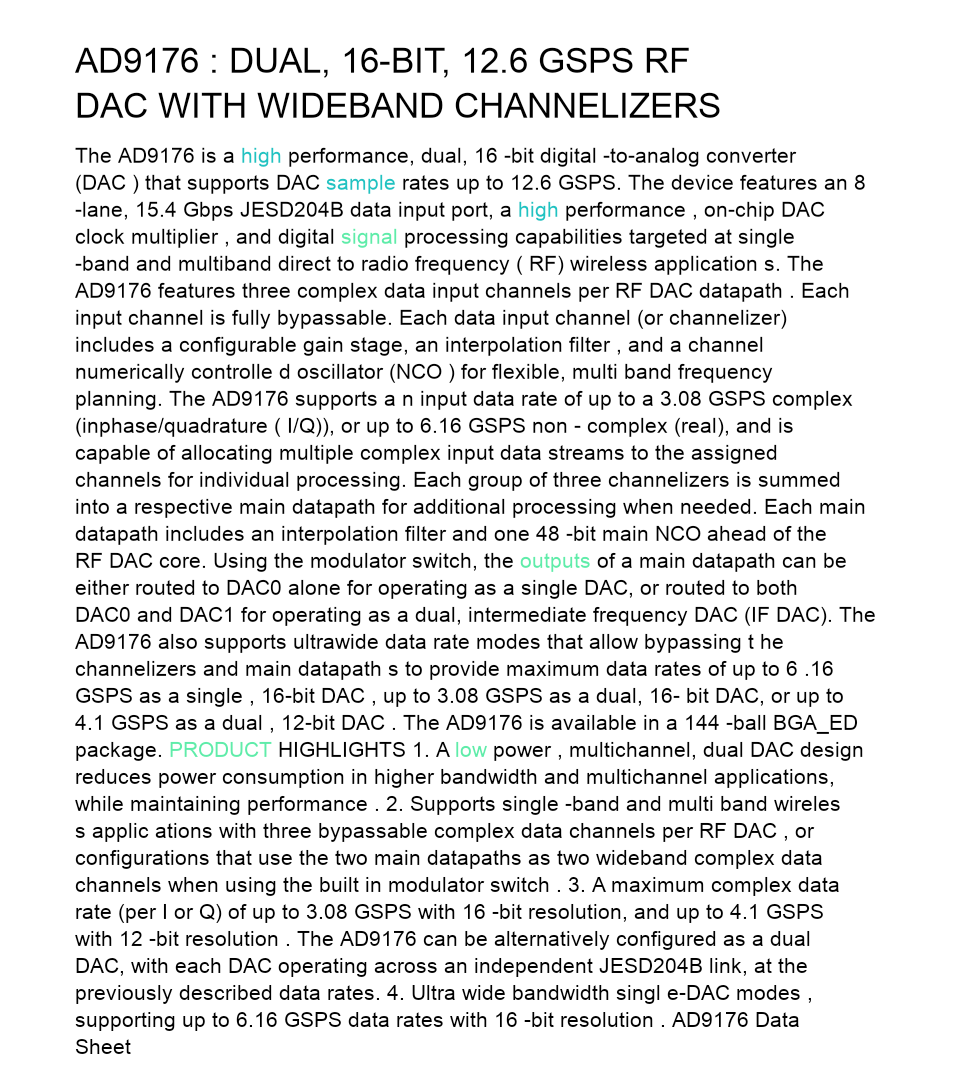 AD9176 : DUAL, 16-BIT, 12.6 GSPS RF
DAC WITH WIDEBAND CHANNELIZERS
The AD9176 is a high performance, dual, 16 -bit digital -to-analog converter
(DAC ) that supports DAC sample rates up to 12.6 GSPS. The device features an 8
-lane, 15.4 Gbps JESD204B data input port, a high performance , on-chip DAC
clock multiplier , and digital signal processing capabilities targeted at single
-band and multiband direct to radio frequency ( RF) wireless application s. The
AD9176 features three complex data input channels per RF DAC datapath . Each
input channel is fully bypassable. Each data input channel (or channelizer)
includes a configurable gain stage, an interpolation filter , and a channel
numerically controlle d oscillator (NCO ) for flexible, multi band frequency
planning. The AD9176 supports a n input data rate of up to a 3.08 GSPS complex
(inphase/quadrature ( I/Q)), or up to 6.16 GSPS non - complex (real), and is
capable of allocating multiple complex input data streams to the assigned
channels for individual processing. Each group of three channelizers is summed
into a respective main datapath for additional processing when needed. Each main
datapath includes an interpolation filter and one 48 -bit main NCO ahead of the
RF DAC core. Using the modulator switch, the outputs of a main datapath can be
either routed to DAC0 alone for operating as a single DAC, or routed to both
DAC0 and DAC1 for operating as a dual, intermediate frequency DAC (IF DAC). The
AD9176 also supports ultrawide data rate modes that allow bypassing t he
channelizers and main datapath s to provide maximum data rates of up to 6 .16
GSPS as a single , 16-bit DAC , up to 3.08 GSPS as a dual, 16- bit DAC, or up to
4.1 GSPS as a dual , 12-bit DAC . The AD9176 is available in a 144 -ball BGA_ED
package. PRODUCT HIGHLIGHTS 1. A low power , multichannel, dual DAC design
reduces power consumption in higher bandwidth and multichannel applications,
while maintaining performance . 2. Supports single -band and multi band wireles
s applic ations with three bypassable complex data channels per RF DAC , or
configurations that use the two main datapaths as two wideband complex data
channels when using the built in modulator switch . 3. A maximum complex data
rate (per I or Q) of up to 3.08 GSPS with 16 -bit resolution, and up to 4.1 GSPS
with 12 -bit resolution . The AD9176 can be alternatively configured as a dual
DAC, with each DAC operating across an independent JESD204B link, at the
previously described data rates. 4. Ultra wide bandwidth singl e-DAC modes ,
supporting up to 6.16 GSPS data rates with 16 -bit resolution . AD9176 Data
Sheet